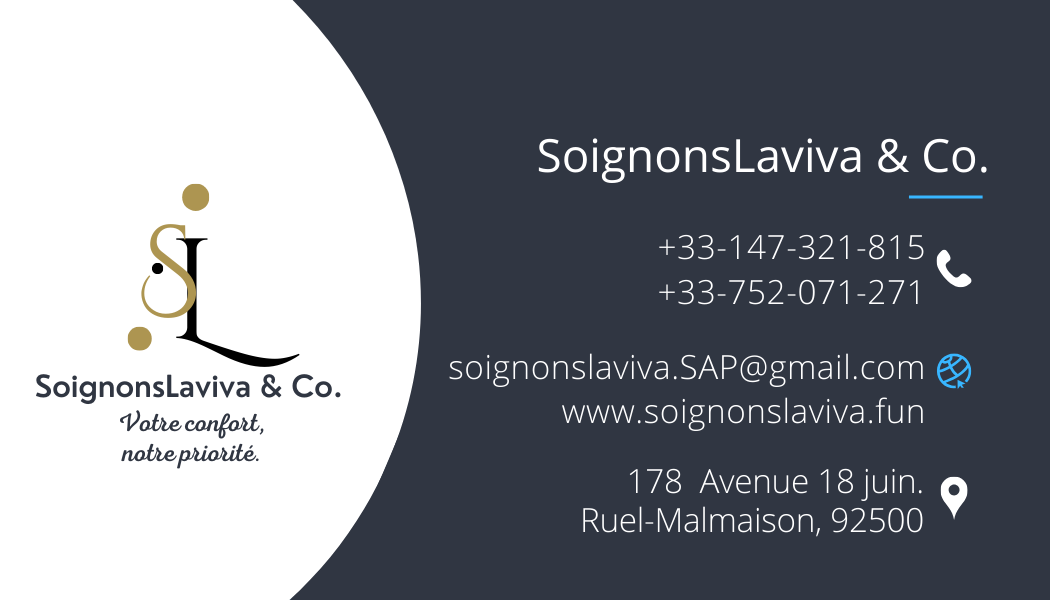 SL
SoignonsLaviva & Co.
Votre confort,
notre priorité.
SoignonsLaviva & Co.
+33-147-321-815
+33-752-071-271
soignonslaviva.SAP@gmail.com
www.soignonslaviva.fun
178 Avenue 18 juin.
Ruel-Malmaison, 92500